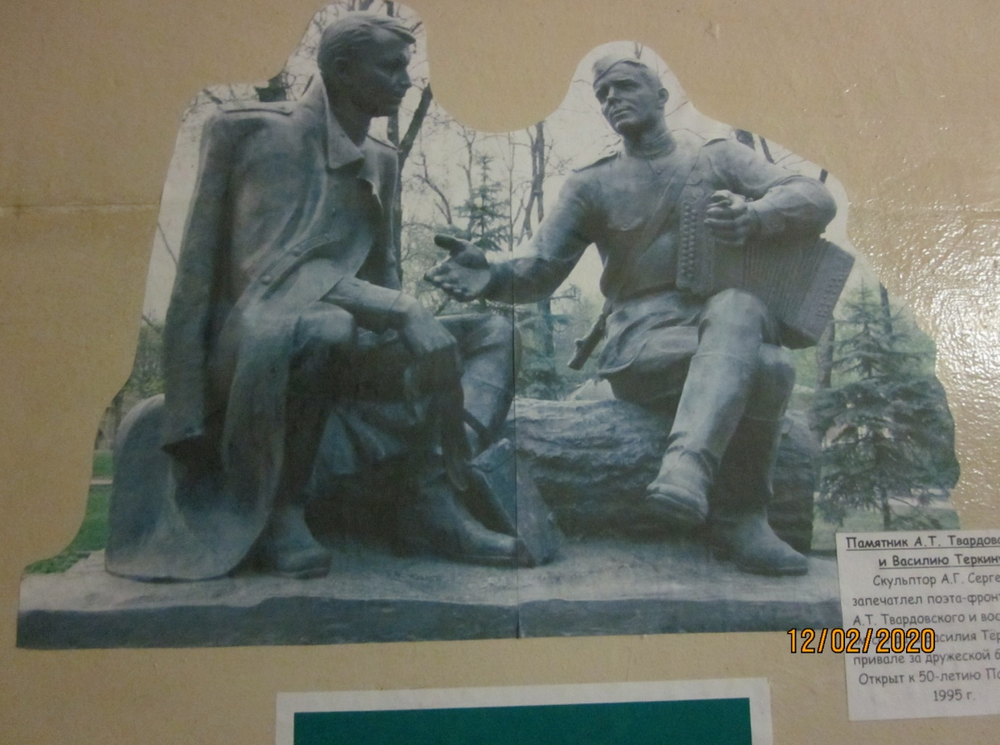 Памятник А.Т. Твардов
и Василию Теркин
Скульптор А.Г. Серге
запечатлел поэта-фрон
А.Т. Твардовского и вос
асилия Тер
привале за дружеской б
Открыт к 50-летию По
1995 г.
12/02/2020